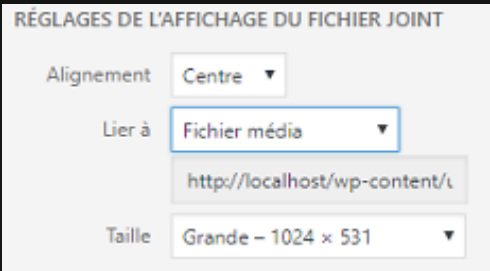 RÉGLAGES DE L'AFFICHAGE DU FICHIER JOINT
Alignement Centre
Lier à Fichier média
http://localhost/wp-content/u
Taille Grande – 1024 × 531